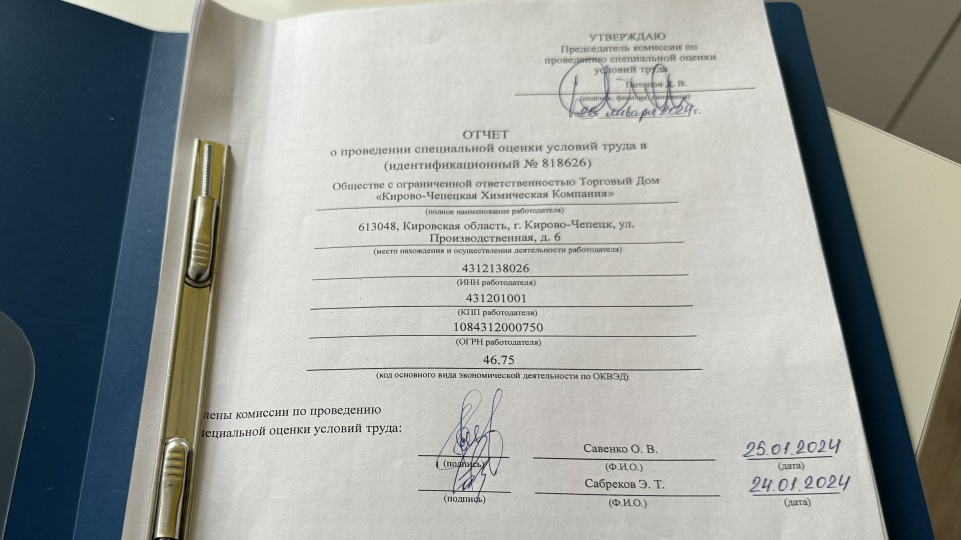 УТВЕРЖДАЮ
Председатель комиссии по
проведению специальной оценки
условий труда
Потапов Д. В.
(подпись, фамилия, инициалы)
января 2024 г.
ОТЧЕТ
о проведении специальной оценки условий труда в
(идентификационный № 818626)
Обществе с ограниченной ответственностью Торговый Дом
«Кирово-Чепецкая Химическая Компания»
(полное наименование работодателя)
613048, Кировская область, г. Кирово-Чепецк, ул.
Производственная, д. 6
(место нахождения и осуществления деятельности работодателя)
4312138026
(ИНН работодателя)
431201001
(КПП работодателя)
1084312000750
(ОГРН работодателя)
46.75
(код основного вида экономической деятельности по ОКВЭД)
лены комиссии по проведению
пециальной оценки условий труда:
(подпись) Савенко О. В. 25.01.2024
(Ф.И.О.) (дата)
Сабреков Э. Т. 24.01.2024
(подпись) (Ф.И.О.) (дата)